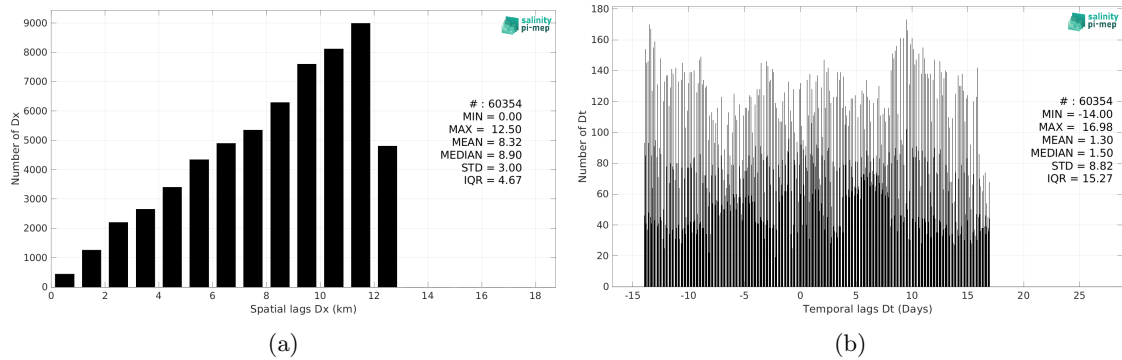 9000
8000
7000
6000
5000
4000
3000
2000
1000
0
Number of Dx
0 2 4 6 8 10 12 14 16 18
Spatial lags Dx (km)
salinity
pi-mep
# : 60354
MIN = 0.00
MAX = 12.50
MEAN = 8.32
MEDIAN = 8.90
STD = 3.00
IQR = 4.67
(a)
180
160
140
120
100
80
60
40
20
0
Number of Dt
-15 -10 -5 0 5 10 15 20 25
Temporal lags Dt (Days)
salinity
pi-mep
# : 60354
MIN = -14.00
MAX = 16.98
MEAN = 1.30
MEDIAN = 1.50
STD = 8.82
IQR = 15.27
(b)